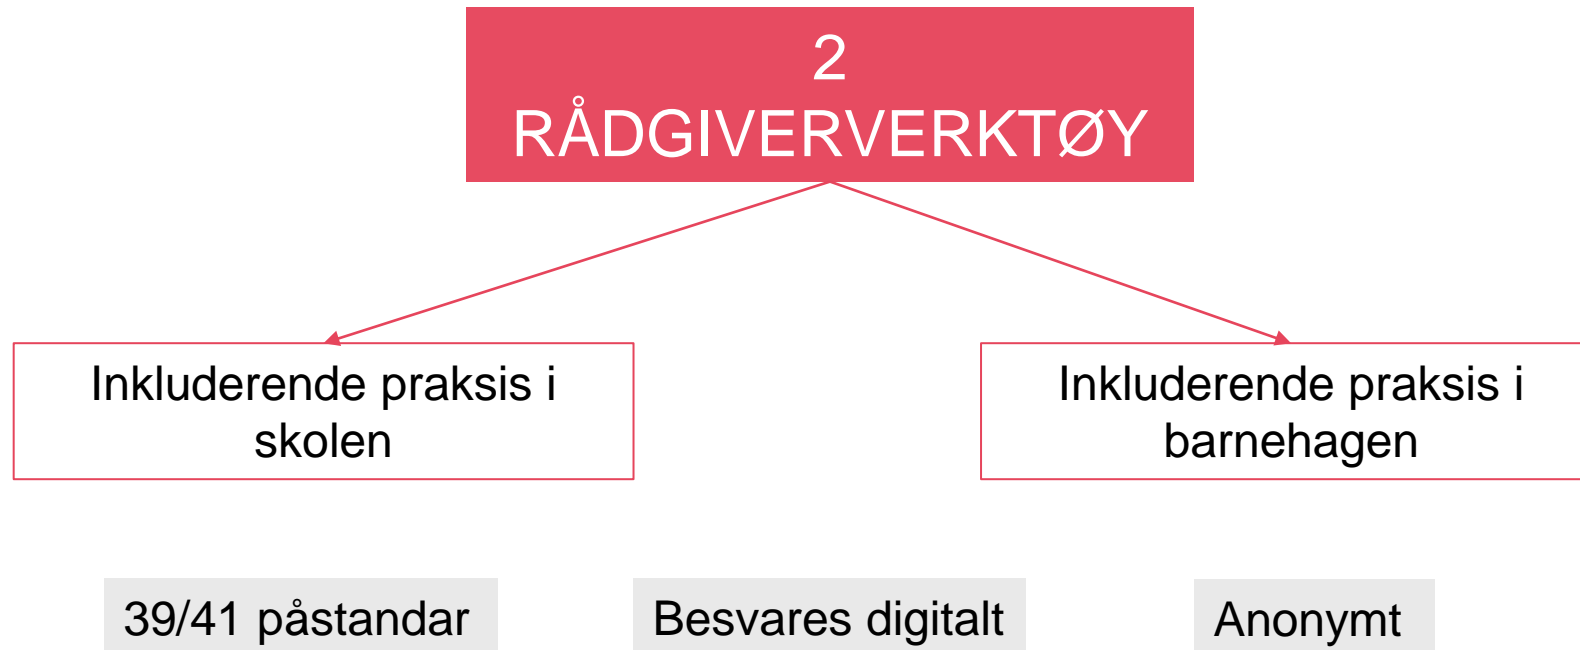 2
RÅDGIVERVERKTØY
Inkluderende praksis i
skolen
Inkluderende praksis i
barnehagen
39/41 påstandar
Besvares digitalt
Anonymt